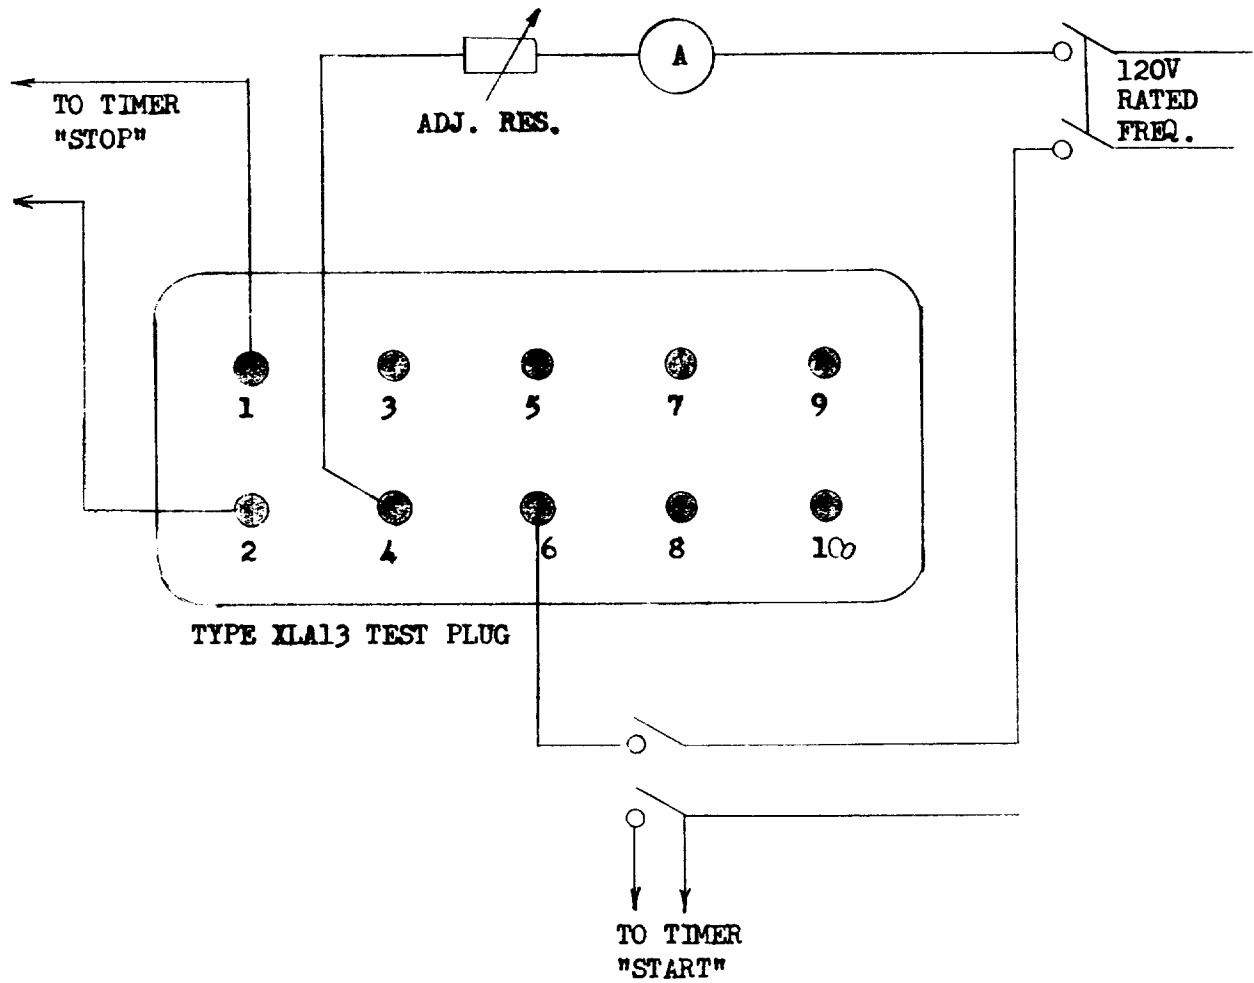 A
120V
RATED
FREQ.
TO TIMER
"STOP"
ADJ. RES.
1 3 5 7 9
2 4 6 8 10
TYPE XLA13 TEST PLUG
TO TIMER
"START"